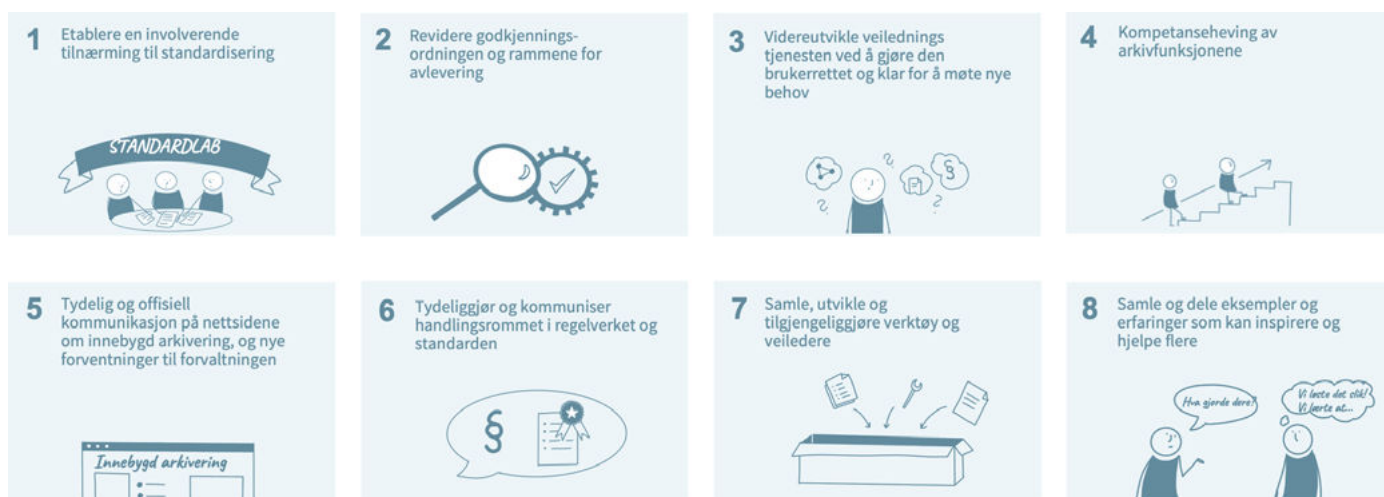 1
Etablere en involverende
tilnærming til standardisering
STANDARDLAB
2
Revidere godkjennings-
ordningen og rammene for
avlevering
3
Videreutvikle veilednings
tjenesten ved å gjøre den
brukerrettet og klar for å møte nye
behov
?
?
?
?
§
4
Kompetanseheving av
arkivfunksjonene
5
Tydelig og offisiell
kommunikasjon på nettsidene
om innebygd arkivering, og nye
forventninger til forvaltningen
Innebygd arkivering
6
Tydeliggjør og kommuniser
handlingsrommet i regelverket og
standarden
§
7
Samle, utvikle og
tilgjengeliggjøre verktøy og
veiledere
8
Samle og dele eksempler og
erfaringer som kan inspirere og
hjelpe flere
Hva gjorde dere?
Vi løste det slik!
Vi lærte at...